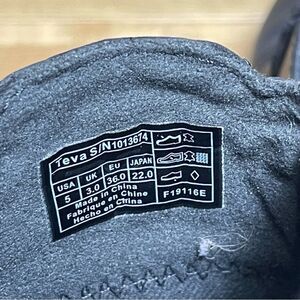 Teva S/N 1013674
USA UK EU JAPAN
5 3.0 36.0 22.0
Made in China
Fabriqué en Chine
Hecho en China
F19116E